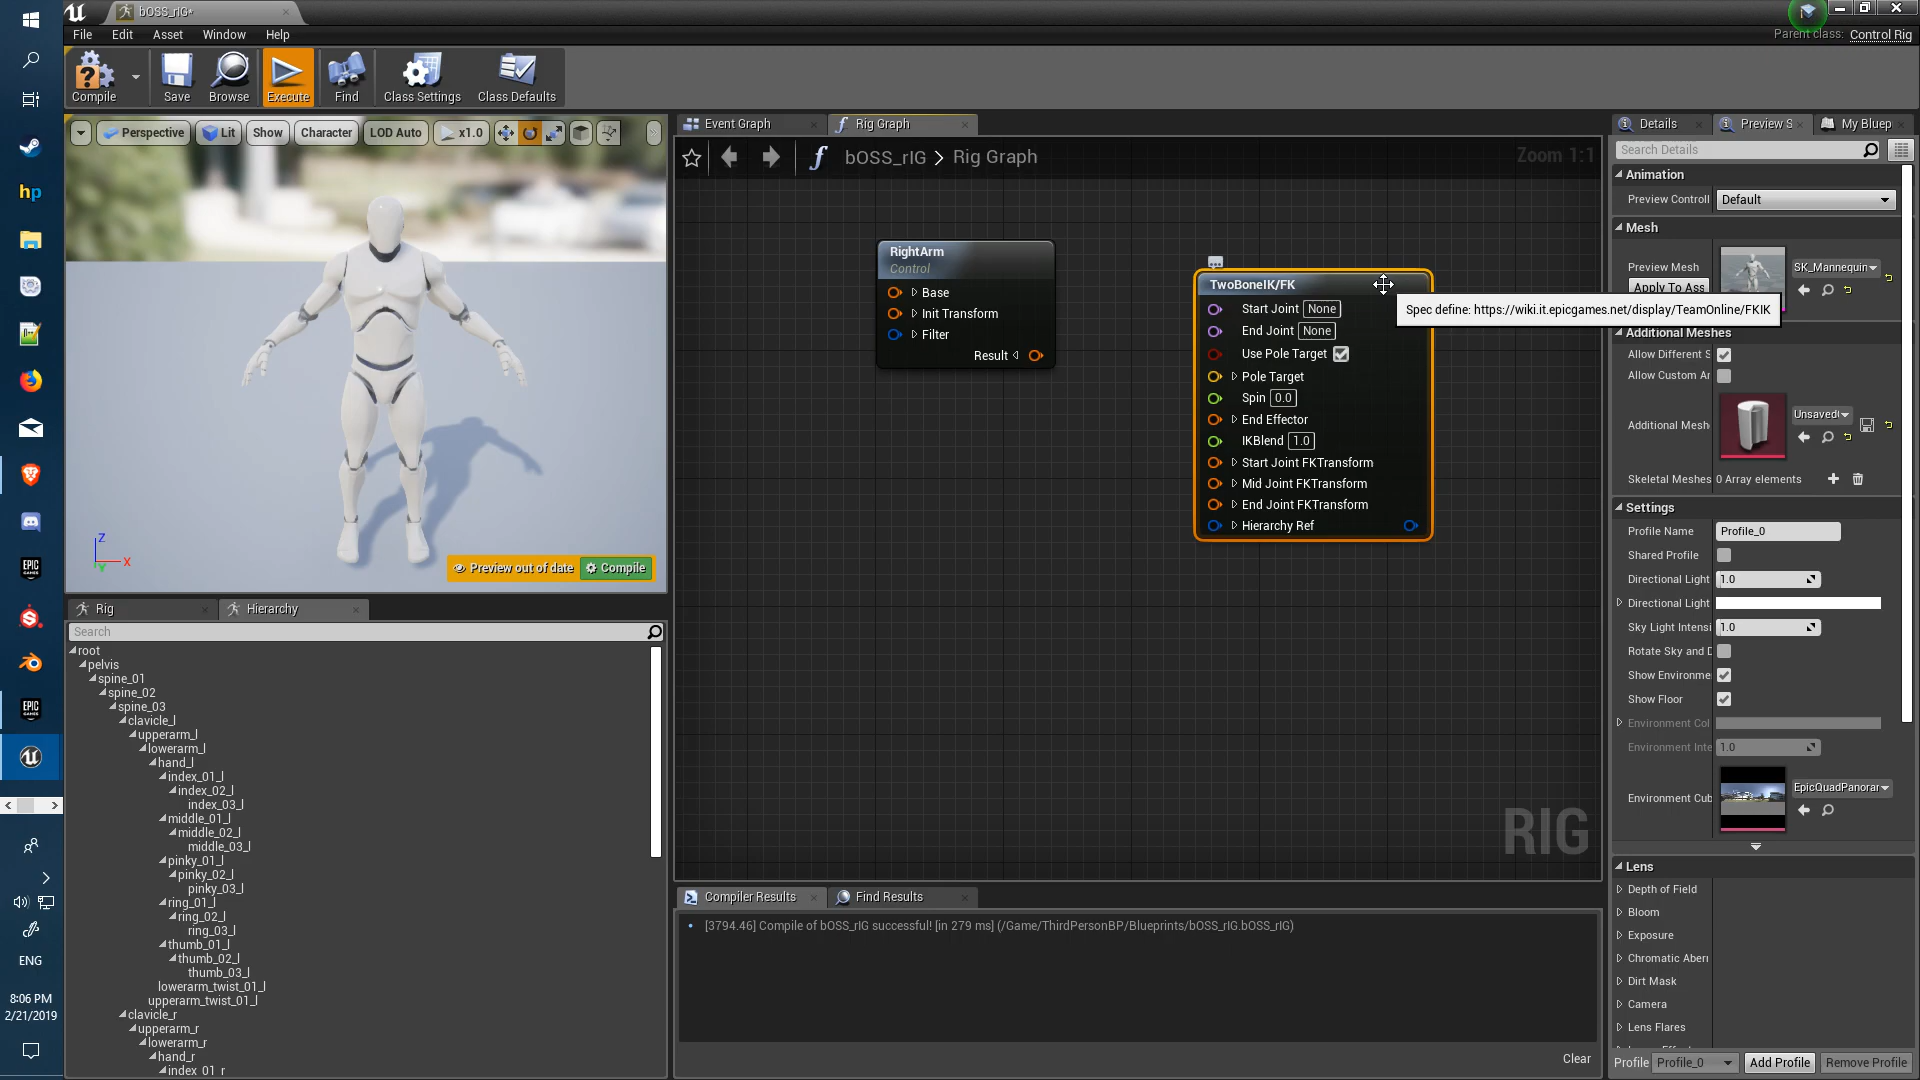 bOSS_rIG*
File Edit Asset Window Help
Parent class: Control Rig
Compile Save Browse Execute Find Class Settings Class Defaults
Perspective Lit Show Character LOD Auto x1.0
Event Graph Rig Graph
Details Preview S My Bluep
bOSS_rIG > Rig Graph
Zoom 1:1
Search Details
Animation
Preview Controll Default
Mesh
Preview Mesh SK_Mannequin
Apply To Ass
RightArm
Control
Base
Init Transform
Filter
Result
TwoBoneIK/FK
Start Joint None
End Joint None
Use Pole Target
Pole Target
Spin 0.0
End Effector
IKBlend 1.0
Start Joint FKTransform
Mid Joint FKTransform
End Joint FKTransform
Hierarchy Ref
Spec define: https://wiki.it.epicgames.net/display/TeamOnline/FKIK
RIG
Additional Meshes
Allow Different S
Allow Custom Ar
Additional Mesh Unsaved
Skeletal Meshes 0 Array elements
Settings
Profile Name Profile_0
Shared Profile
Directional Light 1.0
Directional Light
Sky Light Intensi 1.0
Rotate Sky and D
Show Environme
Show Floor
Environment Col
Environment Inte 1.0
Environment Cub EpicQuadPanorar
Lens
Depth of Field
Bloom
Exposure
Chromatic Aberr
Dirt Mask
Camera
Lens Flares
Profile Profile_0 Add Profile Remove Profile
Z
X
Y
Preview out of date Compile
Rig Hierarchy
Search
root
pelvis
spine_01
spine_02
spine_03
clavicle_l
upperarm_l
lowerarm_l
hand_l
index_01_l
index_02_l
index_03_l
middle_01_l
middle_02_l
middle_03_l
pinky_01_l
pinky_02_l
pinky_03_l
ring_01_l
ring_02_l
ring_03_l
thumb_01_l
thumb_02_l
thumb_03_l
lowerarm_twist_01_l
upperarm_twist_01_l
clavicle_r
upperarm_r
lowerarm_r
hand_r
index_01_r
Compiler Results Find Results
[3794.46] Compile of bOSS_rIG successful! [in 279 ms] (/Game/ThirdPersonBP/Blueprints/bOSS_rIG.bOSS_rIG)
Clear
hp
EPIC GAMES
EPIC GAMES
ENG
8:06 PM
2/21/2019